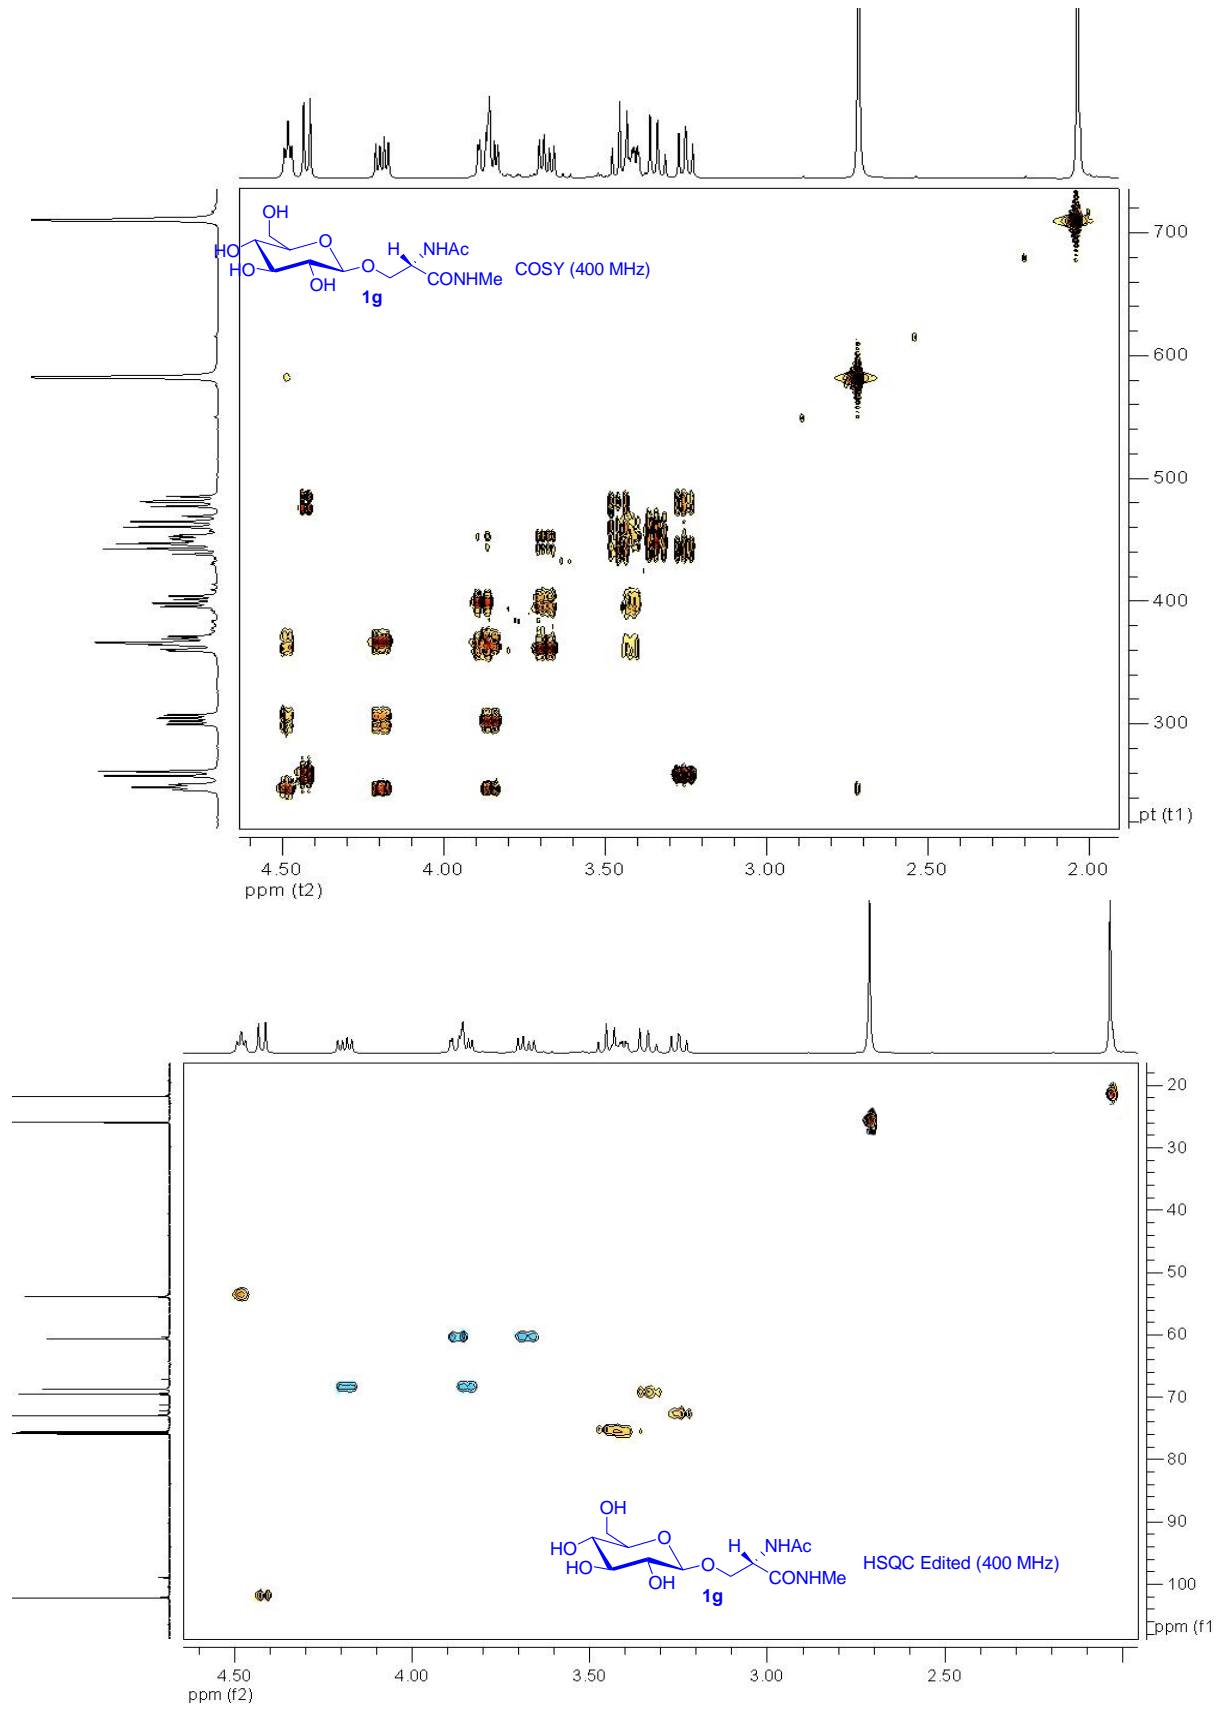 OH
HO
O
H
NHAc
HO
O
OH
CONHMe
1g
COSY (400 MHz)
700
600
500
400
300
pt (t1)
4.50
4.00
3.50
3.00
2.50
2.00
ppm (t2)
20
30
40
50
60
70
80
90
100
ppm (f1
OH
HO
O
H
NHAc
HO
O
OH
CONHMe
1g
HSQC Edited (400 MHz)
4.50
4.00
3.50
3.00
2.50
ppm (f2)